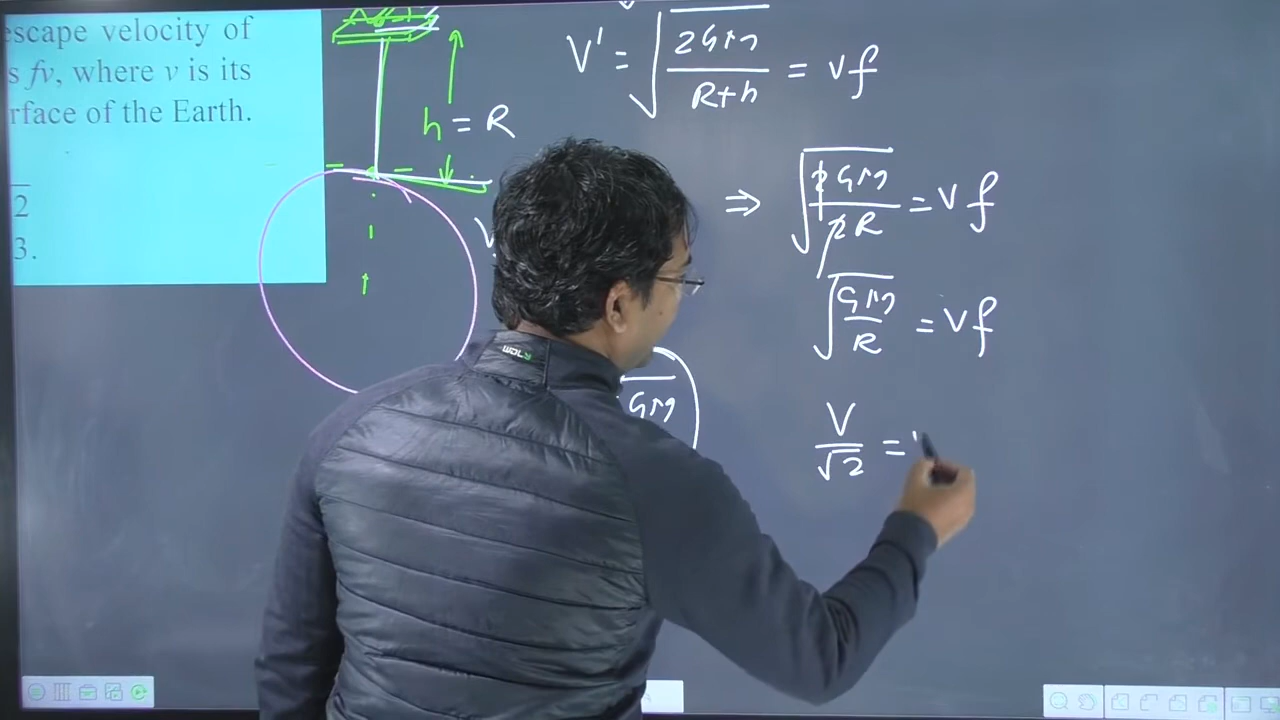 escape velocity of
s fv, where v is its
rface of the Earth.
2
3.
h = R
V' = √(2GM/(R+h)) = vf
⇒ √(2GM/2R) = vf
√(GM/R) = vf
V/√2 =
V
GM